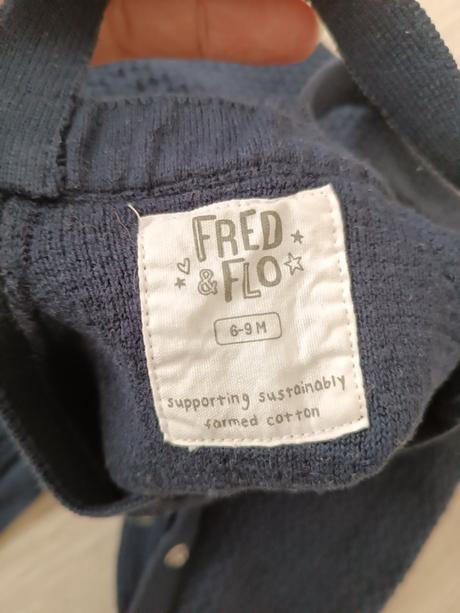 FRED
& FLO
6-9 M
supporting sustainably
farmed cotton